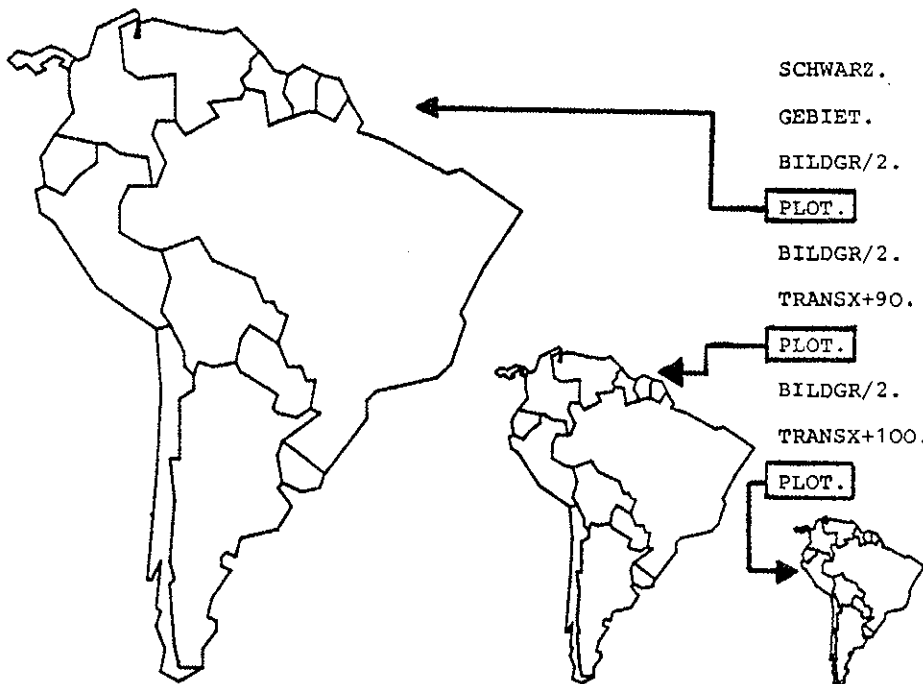 SCHWARZ.
GEBIET.
BILDGR/2.
PLOT.
BILDGR/2.
TRANSX+90.
PLOT.
BILDGR/2.
TRANSX+100.
PLOT.